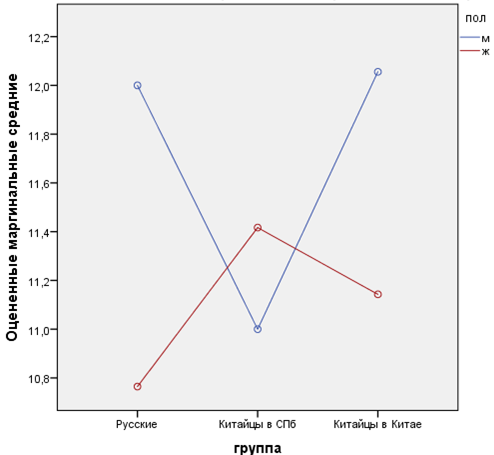 пол
м
ж
Оцененные маргинальные средние
12,2
12,0
11,8
11,6
11,4
11,2
11,0
10,8
Русские
Китайцы в СПб
Китайцы в Китае
группа